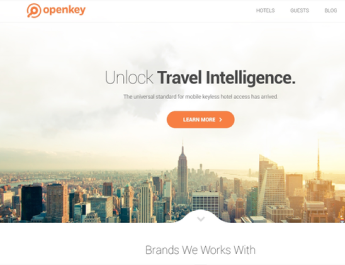 openkey
HOTELS GUESTS BLOG
Unlock Travel Intelligence.
The universal standard for mobile keyless hotel access has arrived.
LEARN MORE
Brands We Works With